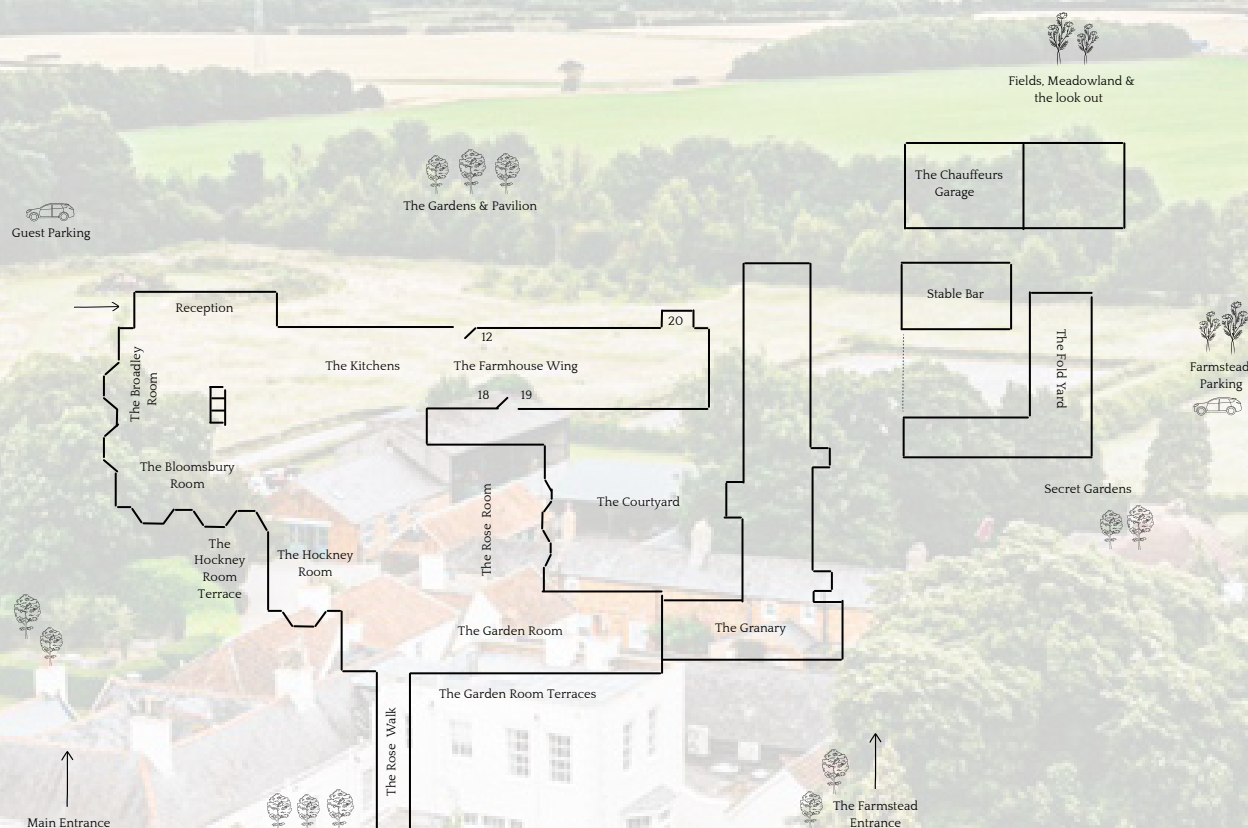 Fields, Meadowland &
the look out
The Chauffeurs
Garage
The Gardens & Pavilion
Guest Parking
Reception
Stable Bar
20
12
The Kitchens
The Farmhouse Wing
The Broadley
Room
18
19
The Fold Yard
Farmstead
Parking
The Bloomsbury
Room
The Rose Room
The Courtyard
Secret Gardens
The
Hockney
Room
Terrace
The Hockney
Room
The Garden Room
The Granary
The Garden Room Terraces
The Rose Walk
Main Entrance
The Farmstead
Entrance